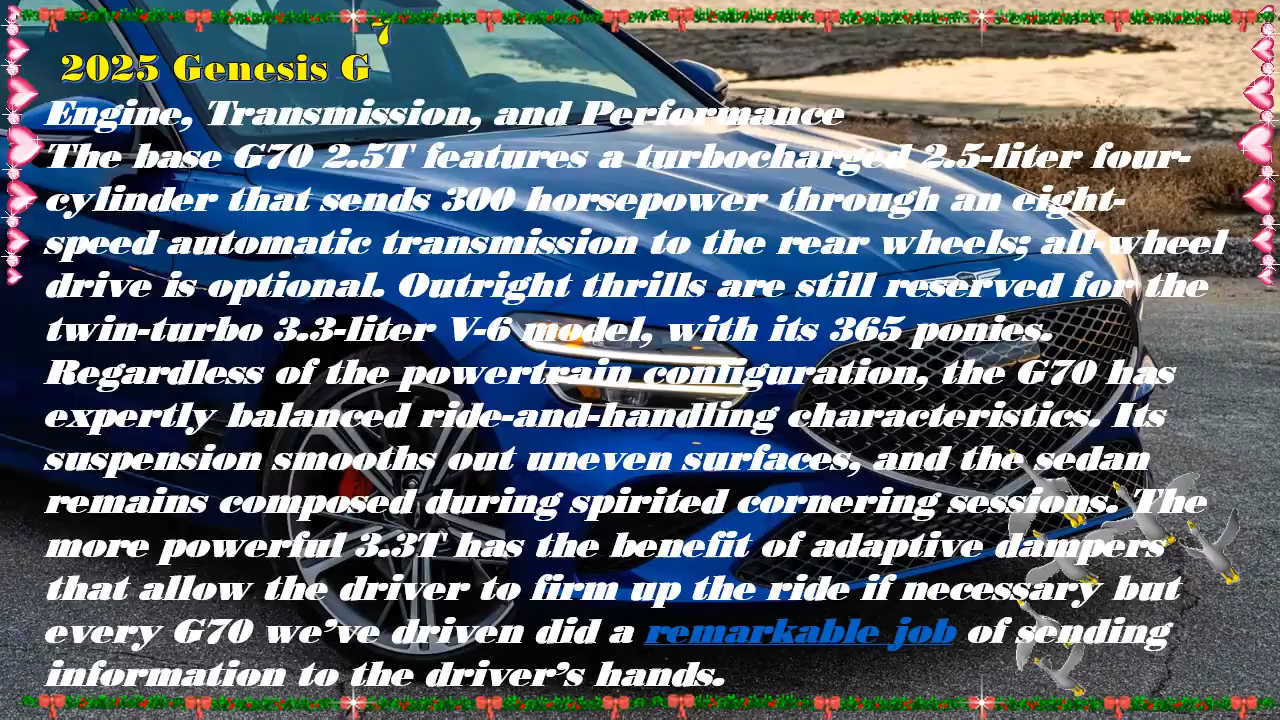 2025 Genesis G7
Engine, Transmission, and Performance
The base G70 2.5T features a turbocharged 2.5-liter four-
cylinder that sends 300 horsepower through an eight-
speed automatic transmission to the rear wheels; all-wheel
drive is optional. Outright thrills are still reserved for the
twin-turbo 3.3-liter V-6 model, with its 365 ponies.
Regardless of the powertrain configuration, the G70 has
expertly balanced ride-and-handling characteristics. Its
suspension smooths out uneven surfaces, and the sedan
remains composed during spirited cornering sessions. The
more powerful 3.3T has the benefit of adaptive dampers
that allow the driver to firm up the ride if necessary but
every G70 we’ve driven did a remarkable job of sending
information to the driver’s hands.